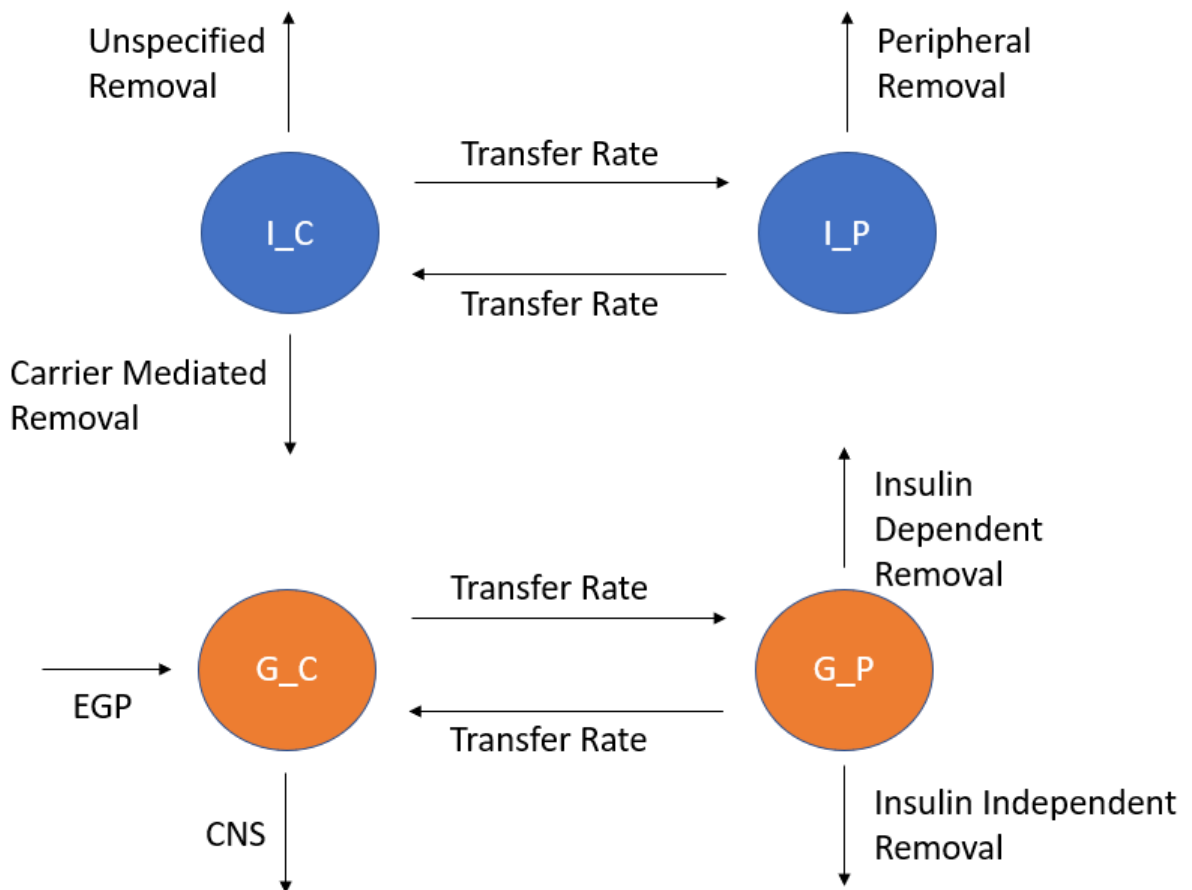 Unspecified
Removal
Peripheral
Removal
Transfer Rate
I_C
I_P
Transfer Rate
Carrier Mediated
Removal
Insulin
Dependent
Removal
Transfer Rate
G_C
G_P
EGP
Transfer Rate
CNS
Insulin Independent
Removal